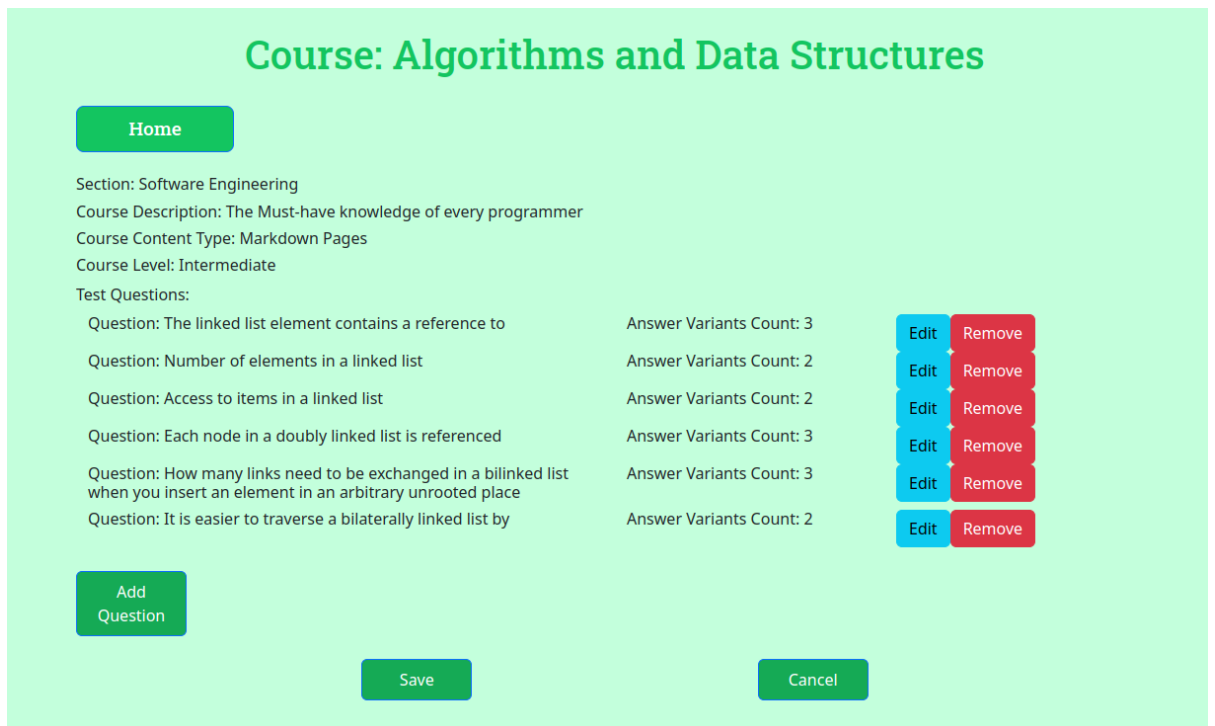 Course: Algorithms and Data Structures
Home
Section: Software Engineering
Course Description: The Must-have knowledge of every programmer
Course Content Type: Markdown Pages
Course Level: Intermediate
Test Questions:
Question: The linked list element contains a reference to Answer Variants Count: 3 Edit Remove
Question: Number of elements in a linked list Answer Variants Count: 2 Edit Remove
Question: Access to items in a linked list Answer Variants Count: 2 Edit Remove
Question: Each node in a doubly linked list is referenced Answer Variants Count: 3 Edit Remove
Question: How many links need to be exchanged in a bilinked list Answer Variants Count: 3 Edit Remove
when you insert an element in an arbitrary unrooted place
Question: It is easier to traverse a bilaterally linked list by Answer Variants Count: 2 Edit Remove
Add
Question
Save Cancel